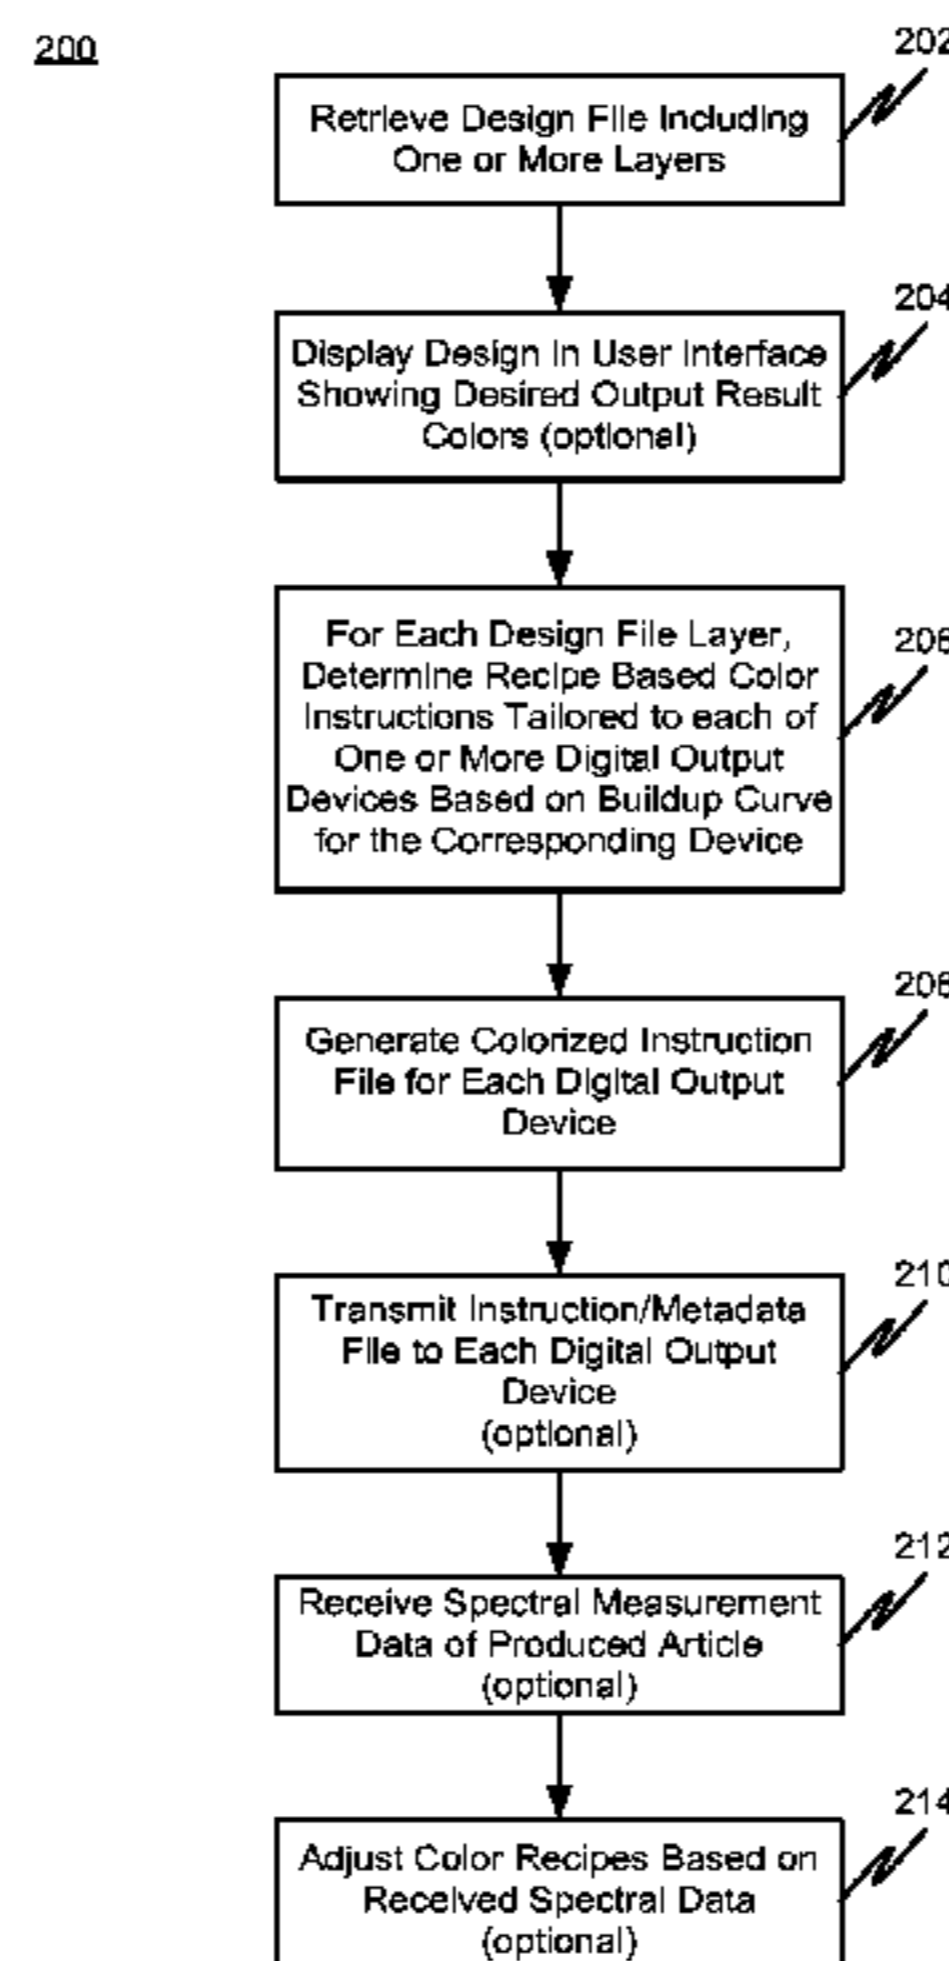 200
202
Retrieve Design File Including
One or More Layers
204
Display Design in User Interface
Showing Desired Output Result
Colors (optional)
206
For Each Design File Layer,
Determine Recipe Based Color
Instructions Tailored to each of
One or More Digital Output
Devices Based on Buildup Curve
for the Corresponding Device
208
Generate Colorized Instruction
File for Each Digital Output
Device
210
Transmit Instruction/Metadata
File to Each Digital Output
Device
(optional)
212
Receive Spectral Measurement
Data of Produced Article
(optional)
214
Adjust Color Recipes Based on
Received Spectral Data
(optional)